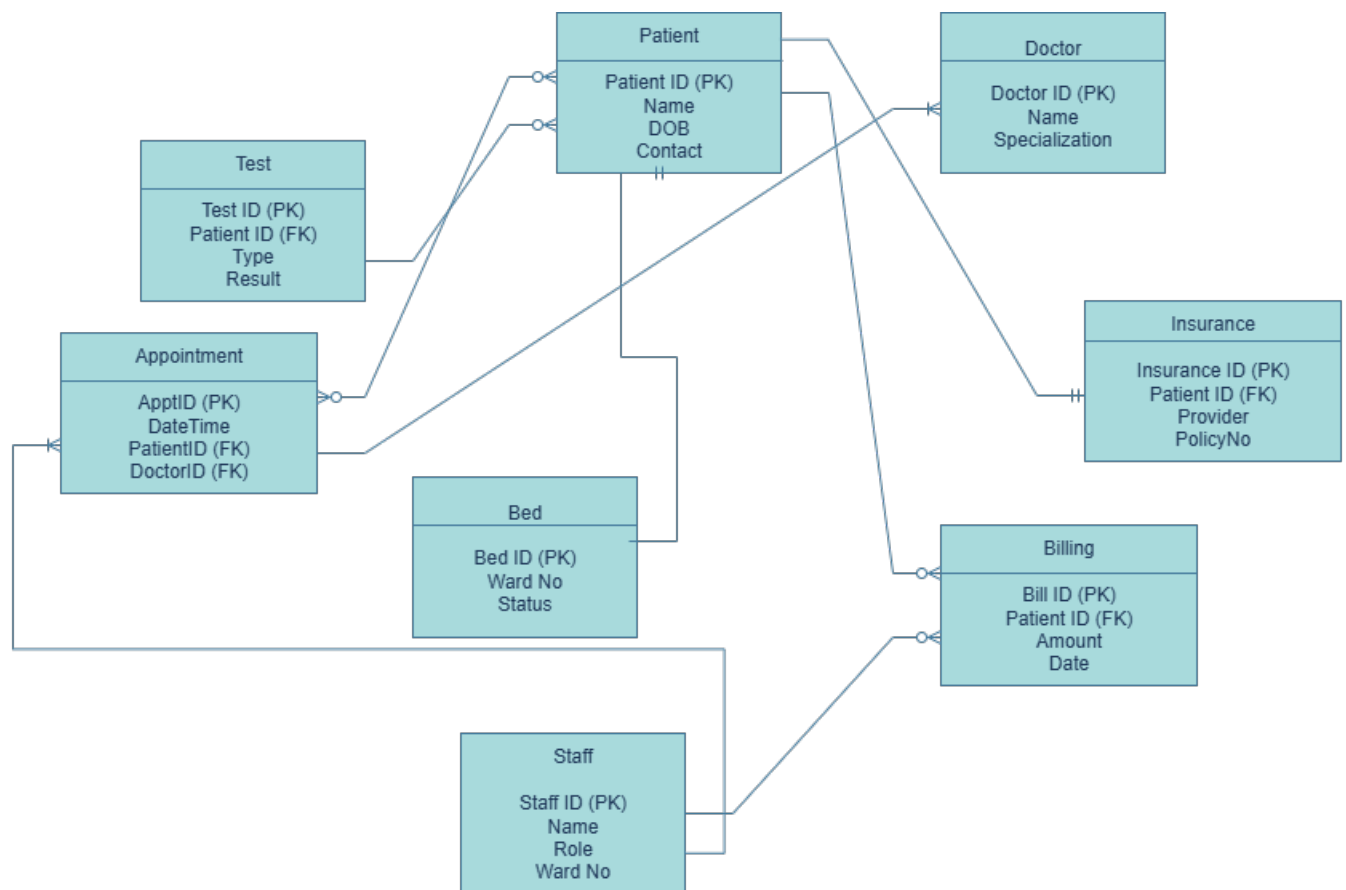 Patient
Patient ID (PK)
Name
DOB
Contact
Doctor
Doctor ID (PK)
Name
Specialization
Test
Test ID (PK)
Patient ID (FK)
Type
Result
Insurance
Insurance ID (PK)
Patient ID (FK)
Provider
PolicyNo
Appointment
ApptID (PK)
DateTime
PatientID (FK)
DoctorID (FK)
Bed
Bed ID (PK)
Ward No
Status
Billing
Bill ID (PK)
Patient ID (FK)
Amount
Date
Staff
Staff ID (PK)
Name
Role
Ward No